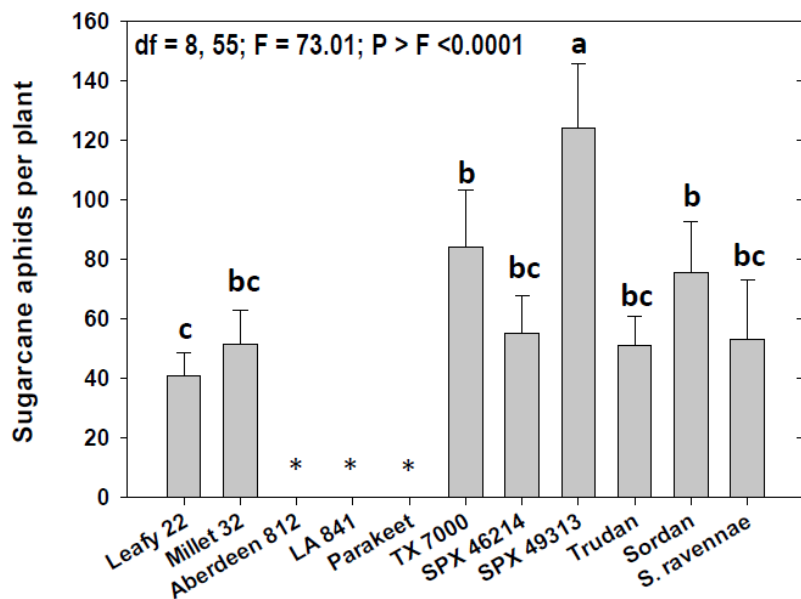 160
140
120
100
80
60
40
20
0
Sugarcane aphids per plant
df = 8, 55; F = 73.01; P > F <0.0001
c
bc
*
*
*
b
bc
a
bc
b
bc
Leafy 22
Millet 32
Aberdeen 812
LA 841
Parakeet
TX 7000
SPX 46214
SPX 49313
Trudan
Sordan
S. ravennae